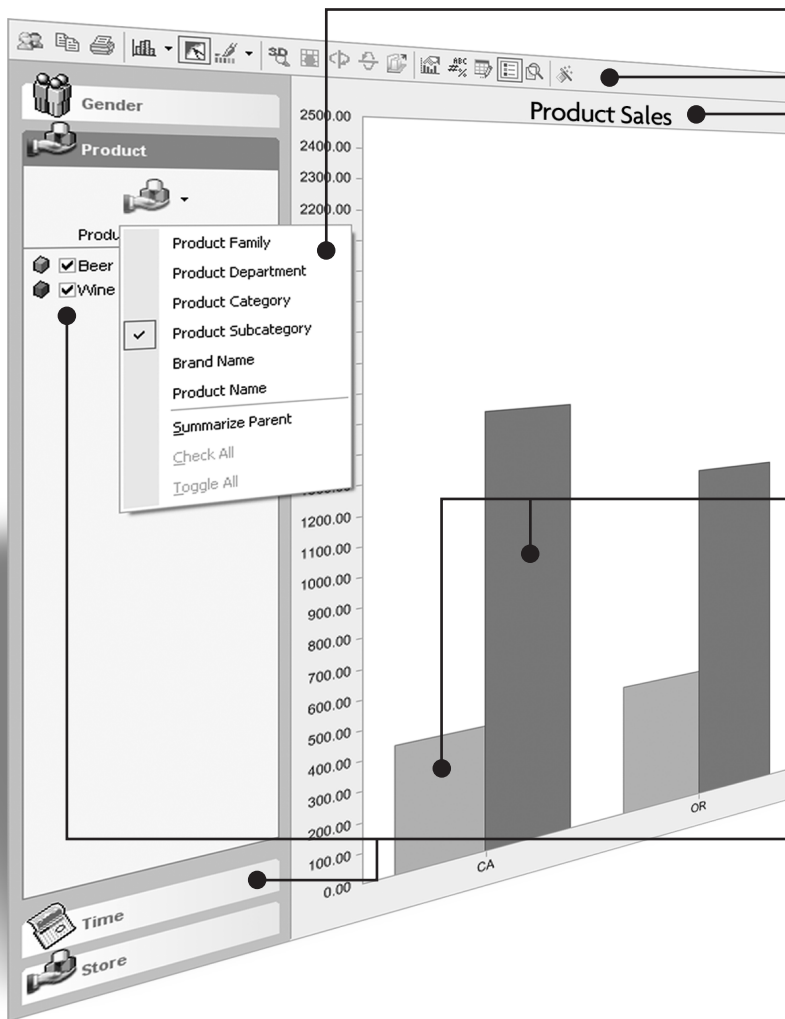 3D
ABC
#%
Gender
Product
Produ
Beer
Wine
Product Family
Product Department
Product Category
Product Subcategory
Brand Name
Product Name
Summarize Parent
Check All
Toggle All
Time
Store
Product Sales
2500.00
2400.00
2300.00
2200.00
1200.00
1100.00
1000.00
900.00
800.00
700.00
600.00
500.00
400.00
300.00
200.00
100.00
0.00
CA
OR